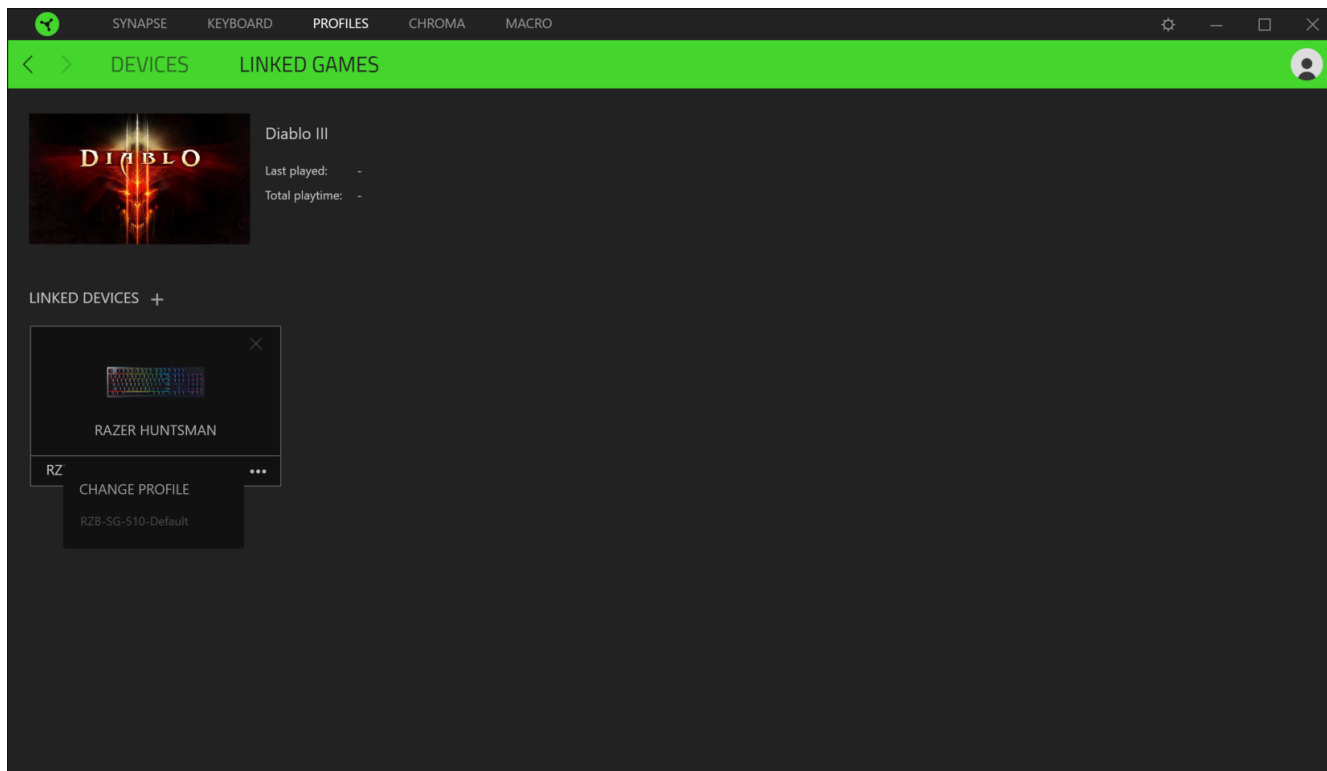 SYNAPSE KEYBOARD PROFILES CHROMA MACRO
DEVICES LINKED GAMES
DIABLO
Diablo III
Last played: -
Total playtime: -
LINKED DEVICES +
RAZER HUNTSMAN
RZ
CHANGE PROFILE
RZB-SG-510-Default